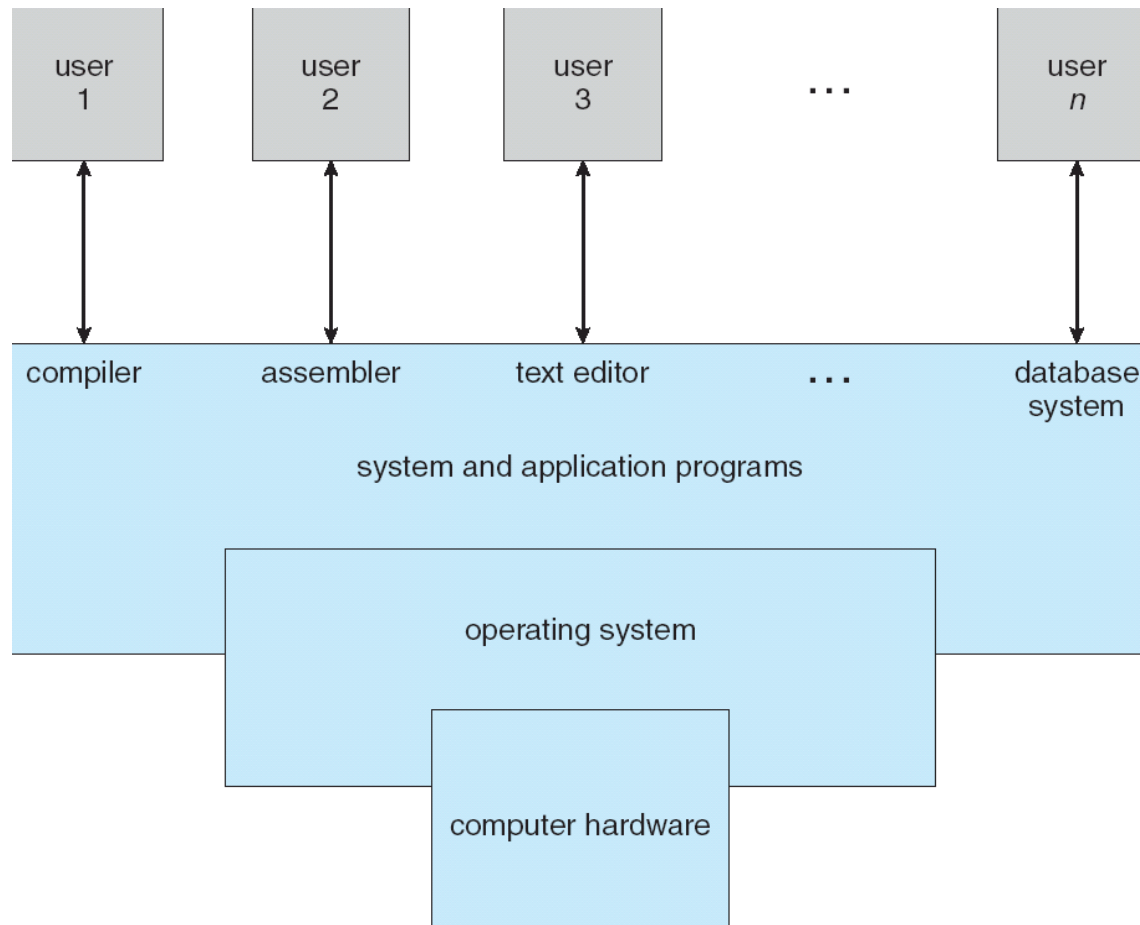 user
1
user
2
user
3
...
user
n
compiler
assembler
text editor
...
database
system
system and application programs
operating system
computer hardware